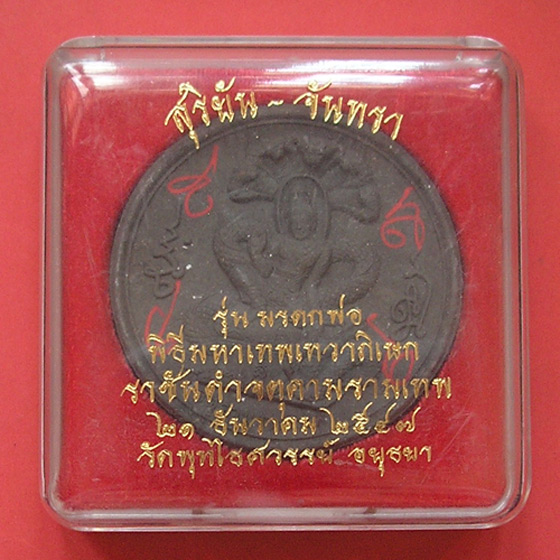 สุริยัน ~ จันทรา
รุ่น มรดกพ่อ
พิธีมหาเทพเทวาภิเษก
ราชันดำจตุคามรามเทพ
๒๑ ธันวาคม ๒๕๔๗
วัดพุทไธศวรรย์ อยุธยา